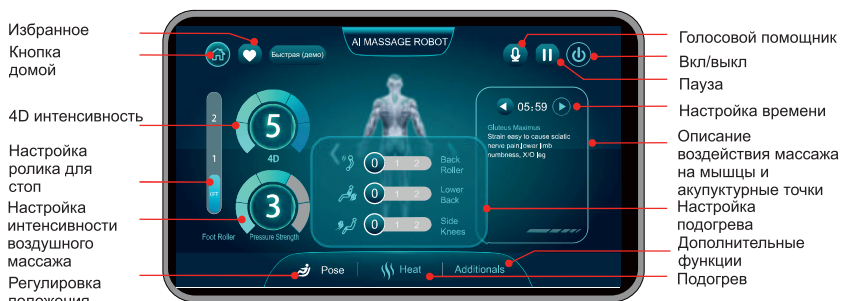 Избранное
Кнопка
домой
4D интенсивность
Настройка
ролика для
стоп
Настройка
интенсивности
воздушного
массажа
Регулировка
положения
Быстрая (демо)
AI MASSAGE ROBOT
2
1
OFF
Foot Roller
5
4D
3
Pressure Strength
0 1 2
Back
Roller
0 1 2
Lower
Back
0 1 2
Side
Knees
05:59
Gluteus Maximus
Strain easy to cause sciatic
nerve pain,lower limb
numbness, X/O leg
Pose
Heat
Additionals
Голосовой помощник
Вкл/выкл
Пауза
Настройка времени
Описание
воздействия массажа
на мышцы и
акупуктурные точки
Настройка
подогрева
Дополнительные
функции
Подогрев